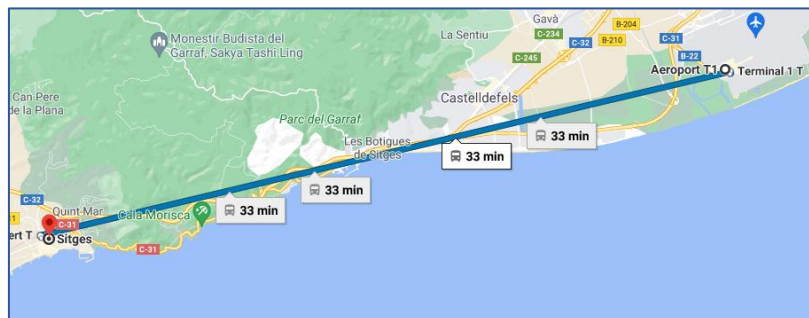 Monestir Budista del
Garraf, Sakya Tashi Ling
Can Pere
de la Plana
La Sentiu
Gavà
C-234
C-245
C-32
B-210
B-204
C-31
B-22
Aeroport T1
Terminal 1 T
Castelldefels
Parc del Garraf
Les Botigues
de Sitges
33 min
33 min
33 min
33 min
C-32
Quint-Mar
C-31
Cala Morisca
Sitges
C-31